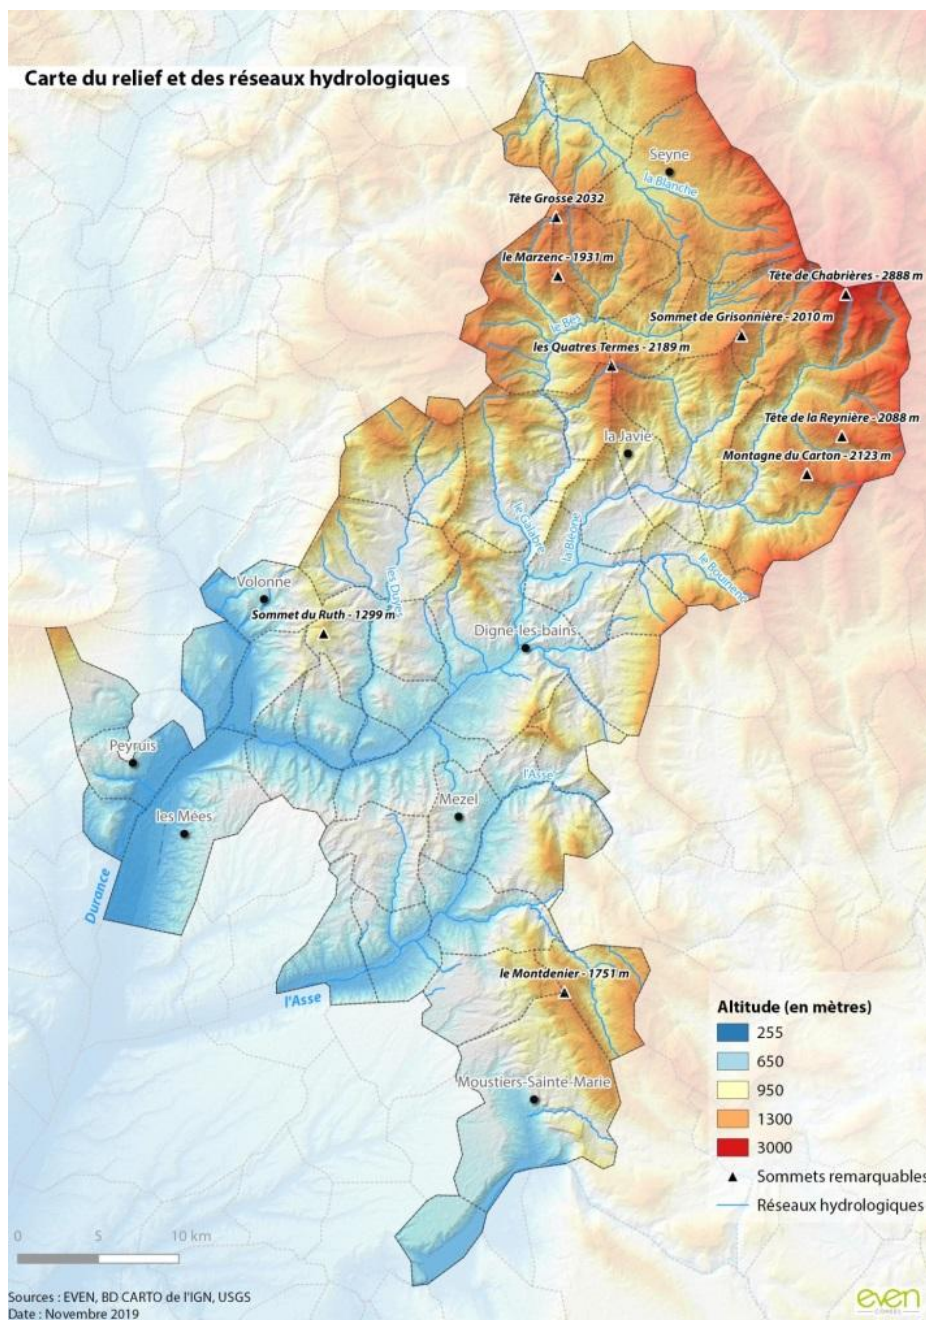 Carte du relief et des réseaux hydrologiques
Seyne
la Blanche
Tête Grosse 2032
le Marzenc - 1931 m
Tête de Chabrières - 2888 m
Sommet de Grisonnière - 2010 m
le Bès
les Quatres Termes - 2189 m
Tête de la Reynière - 2088 m
la Javie
Montagne du Carton - 2123 m
le Galabre
la Bléone
le Bouinenc
les Duyes
Volonne
Sommet du Ruth - 1299 m
Digne-les-bains
Peyruis
l'Asse
Mezel
les Mées
Durance
le Montdenier - 1751 m
l'Asse
Moustiers-Sainte-Marie
Altitude (en mètres)
255
650
950
1300
3000
Sommets remarquables
Réseaux hydrologiques
0 5 10 km
Sources : EVEN, BD CARTO de l'IGN, USGS
Date : Novembre 2019
even
CONSEIL